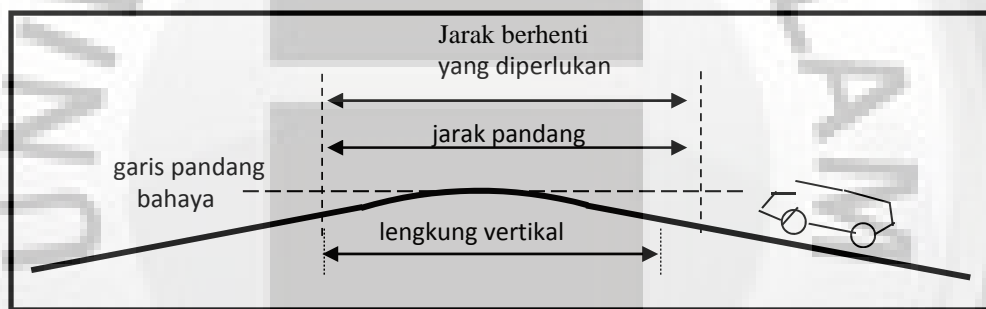 Jarak berhenti
yang diperlukan
jarak pandang
garis pandang
bahaya
lengkung vertikal